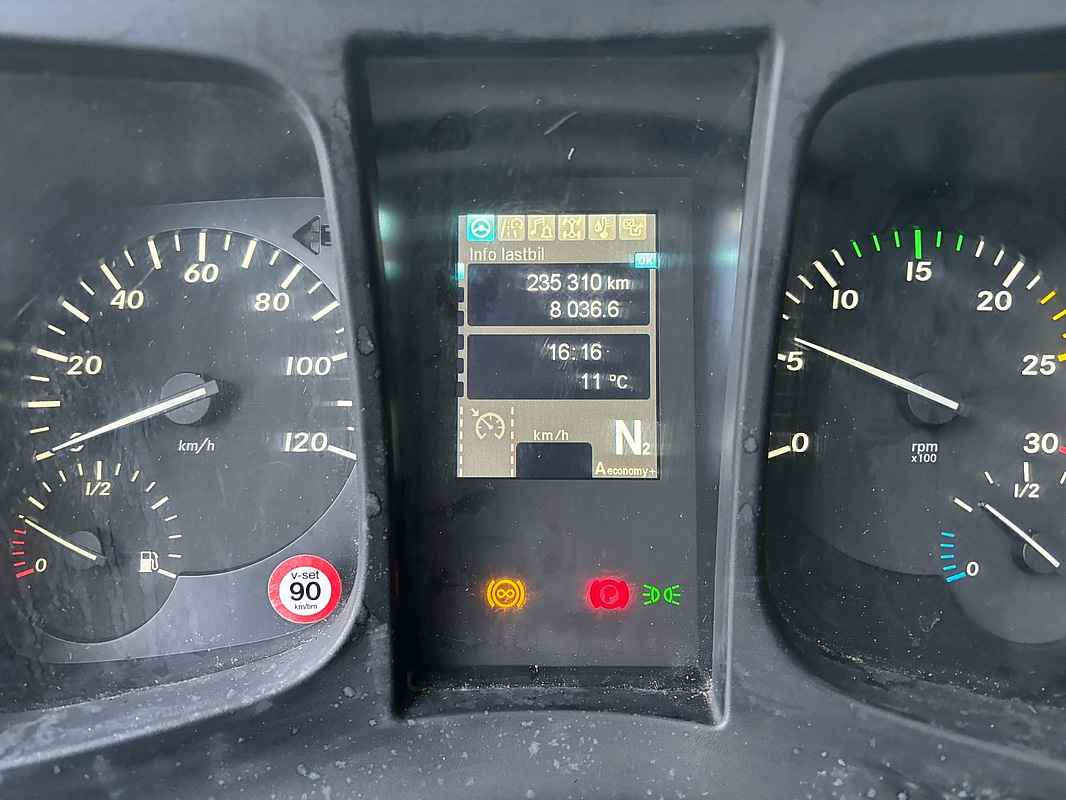 60
40
80
20
100
0
km/h
120
1/2
0
v-set
90
km/tim
Info lastbil
OK
235 310 km
8 036.6
16:16
11 °C
km/h
N2
A economy+
P
15
10
20
5
25
0
rpm
x100
30
1/2
0